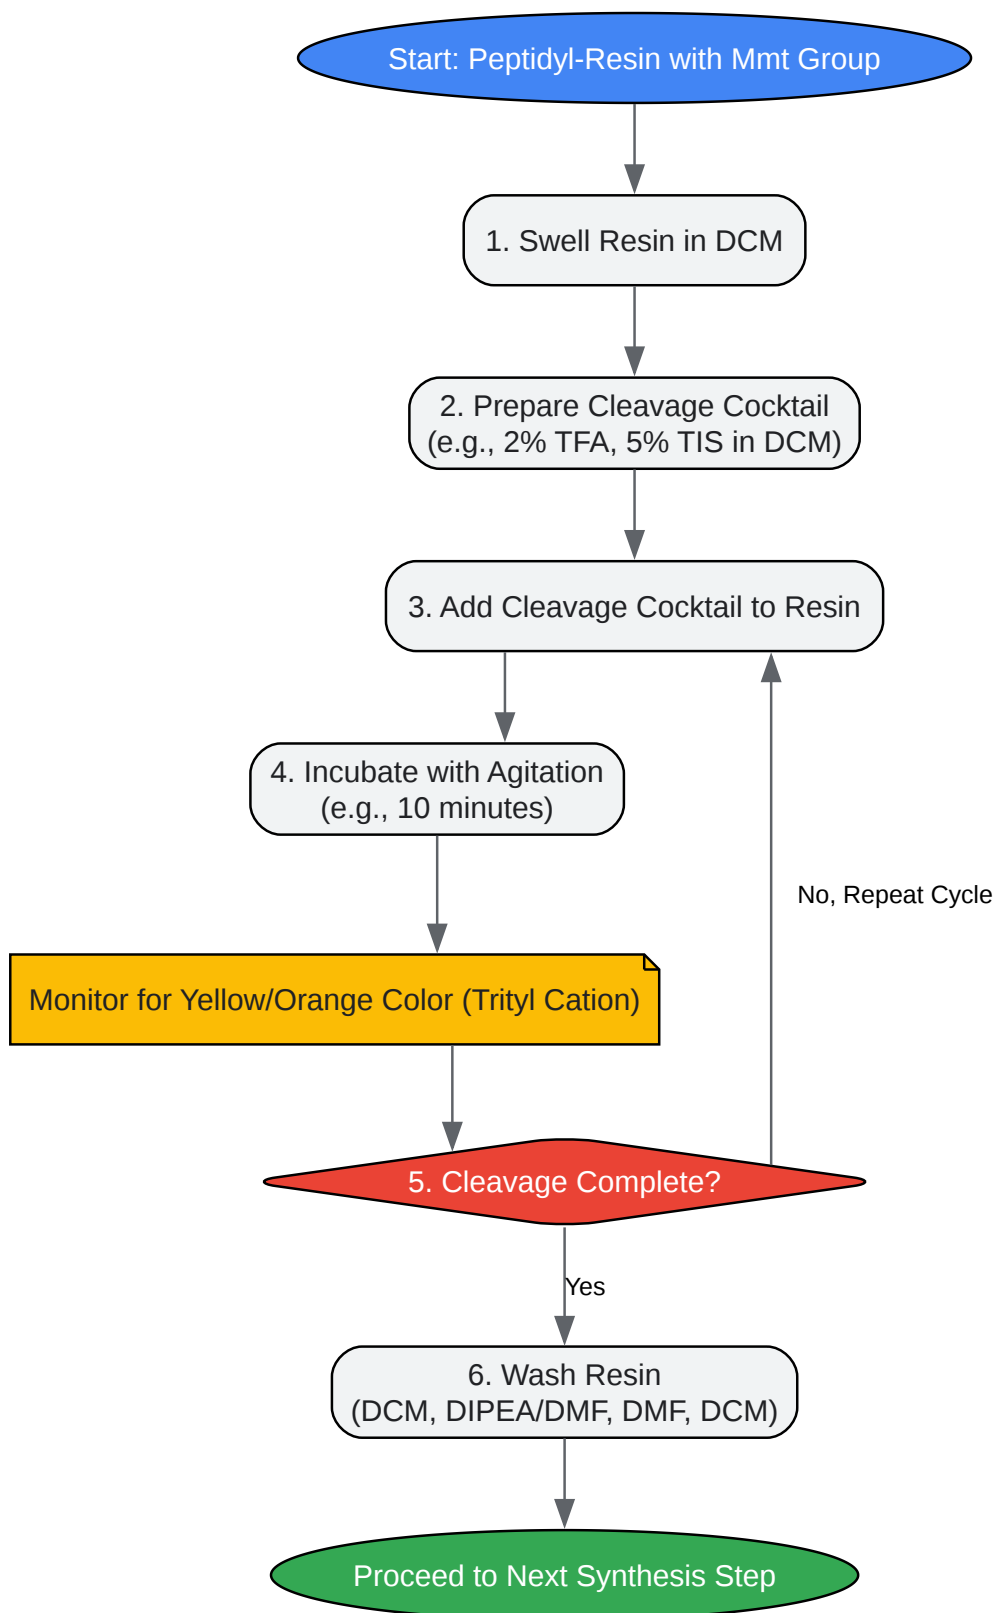 Start: Peptidyl-Resin with Mmt Group
1. Swell Resin in DCM
2. Prepare Cleavage Cocktail
(e.g., 2% TFA, 5% TIS in DCM)
3. Add Cleavage Cocktail to Resin
4. Incubate with Agitation
(e.g., 10 minutes)
No, Repeat Cycle
Monitor for Yellow/Orange Color (Trityl Cation)
5. Cleavage Complete?
Yes
6. Wash Resin
(DCM, DIPEA/DMF, DMF, DCM)
Proceed to Next Synthesis Step